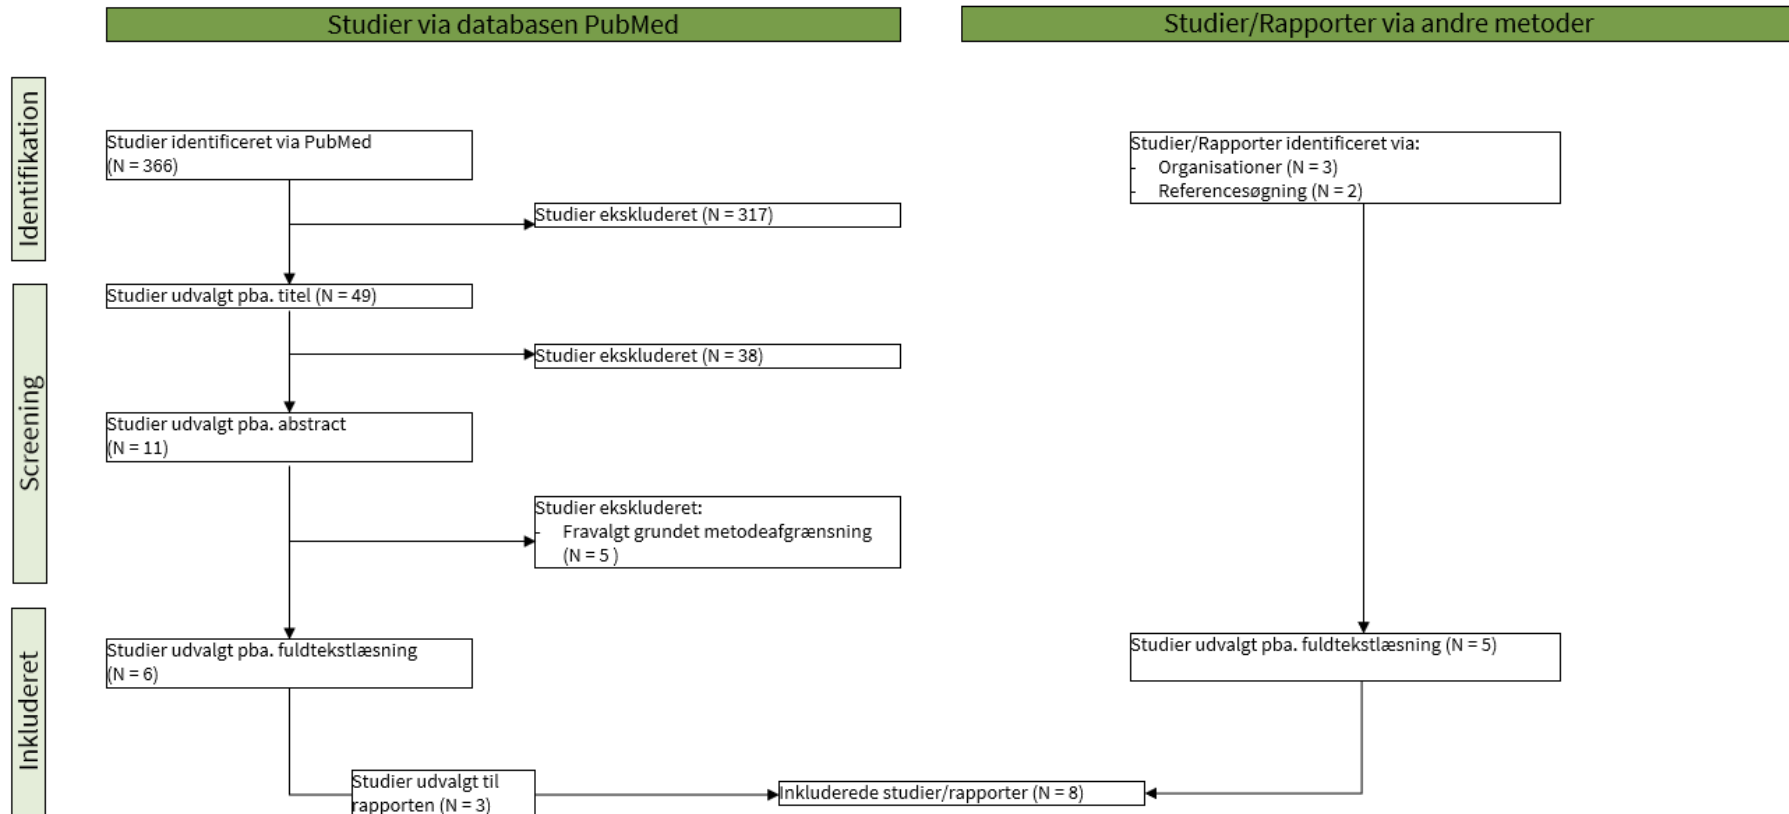 Studier via databasen PubMed
Studier/Rapporter via andre metoder
Identifikation
Studier identificeret via PubMed
(N = 366)
Studier/Rapporter identificeret via:
- Organisationer (N = 3)
- Referencesøgning (N = 2)
Studier ekskluderet (N = 317)
Screening
Studier udvalgt pba. titel (N = 49)
Studier ekskluderet (N = 38)
Studier udvalgt pba. abstract
(N = 11)
Studier ekskluderet:
- Fravalgt grundet metodeafgrænsning
(N = 5 )
Inkluderet
Studier udvalgt pba. fuldtekstlæsning
(N = 6)
Studier udvalgt pba. fuldtekstlæsning (N = 5)
Studier udvalgt til
rapporten (N = 3)
Inkluderede studier/rapporter (N = 8)